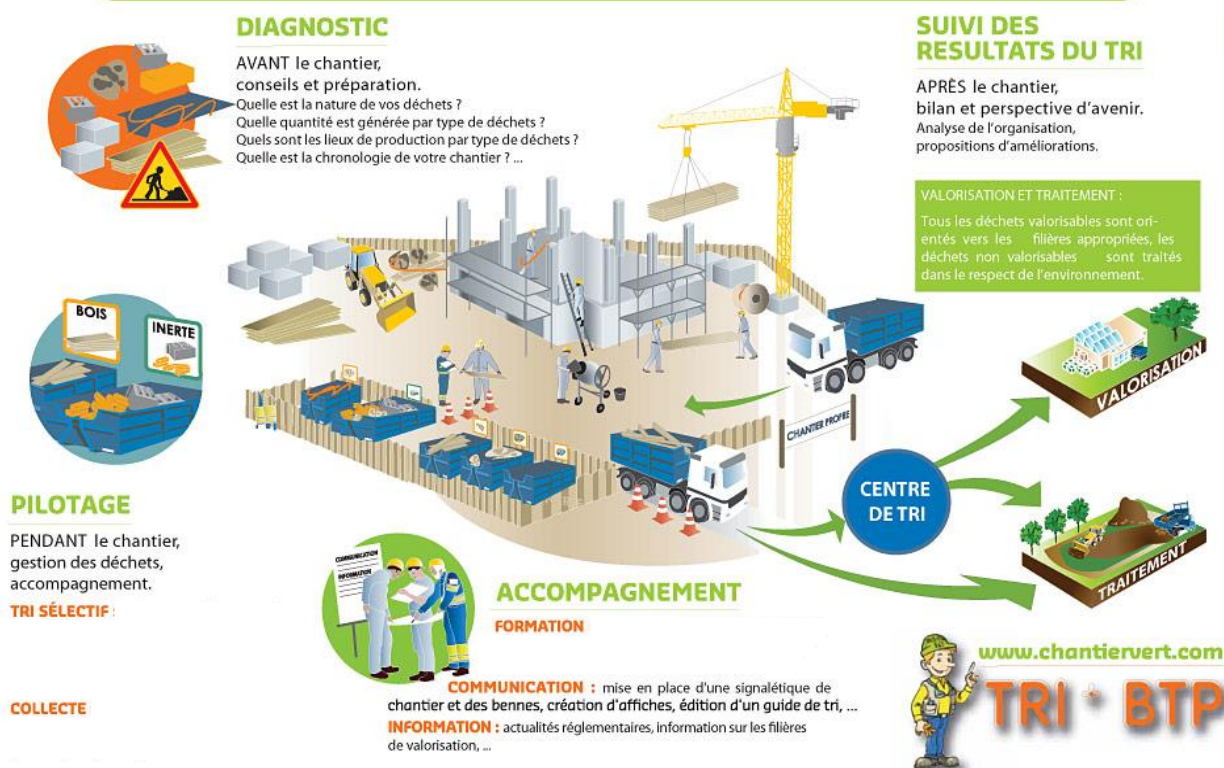 DIAGNOSTIC
AVANT le chantier,
conseils et préparation.
Quelle est la nature de vos déchets ?
Quelle quantité est générée par type de déchets ?
Quels sont les lieux de production par type de déchets ?
Quelle est la chronologie de votre chantier ? ...
SUIVI DES
RESULTATS DU TRI
APRÈS le chantier,
bilan et perspective d'avenir.
Analyse de l'organisation,
propositions d'améliorations.
VALORISATION ET TRAITEMENT :
Tous les déchets valorisables sont ori-
entés vers les filières appropriées, les
déchets non valorisables sont traités
dans le respect de l'environnement.
BOIS
INERTE
VALORISATION
CHANTIER PROPRE
CENTRE
DE TRI
TRAITEMENT
PILOTAGE
PENDANT le chantier,
gestion des déchets,
accompagnement.
TRI SÉLECTIF :
COLLECTE
COMMUNICATION
INFORMATION
ACCOMPAGNEMENT
FORMATION
COMMUNICATION : mise en place d'une signalétique de
chantier et des bennes, création d'affiches, édition d'un guide de tri, ...
INFORMATION : actualités réglementaires, information sur les filières
de valorisation, ...
www.chantiervert.com
TRI + BTP